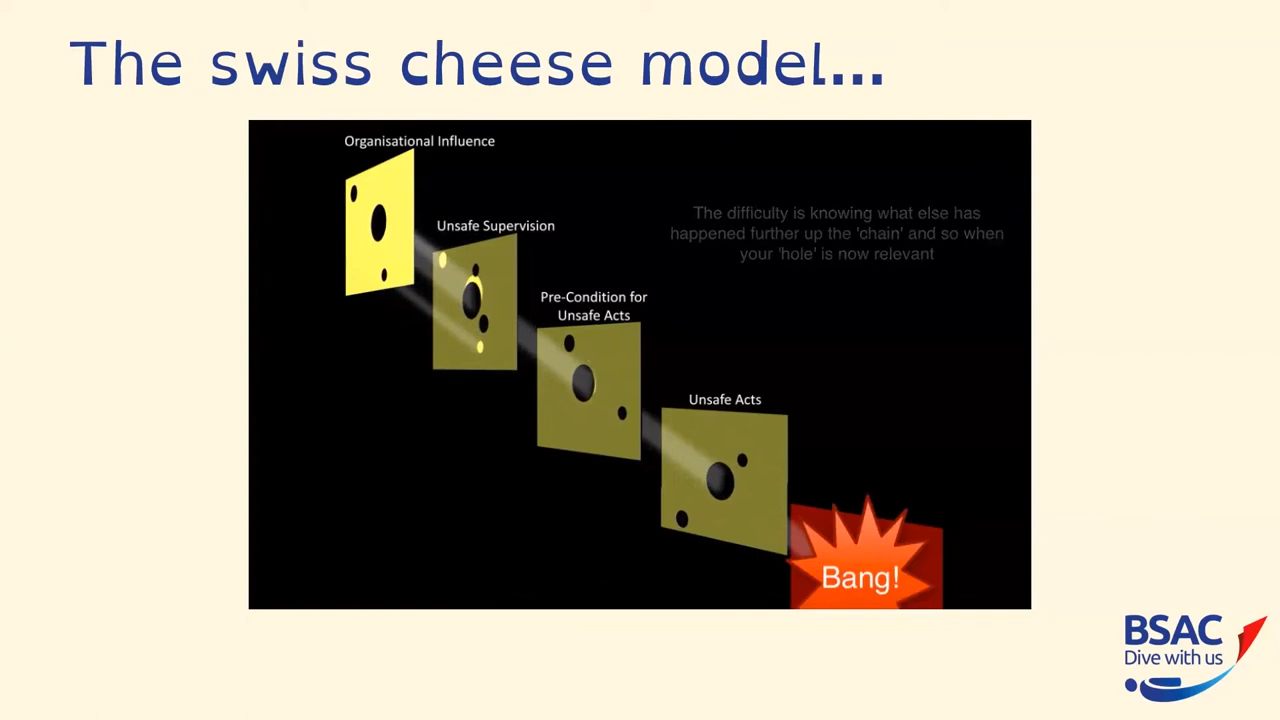 The swiss cheese model...
Organisational Influence
Unsafe Supervision
The difficulty is knowing what else has
happened further up the 'chain' and so when
your 'hole' is now relevant
Pre-Condition for
Unsafe Acts
Unsafe Acts
Bang!
BSAC
Dive with us